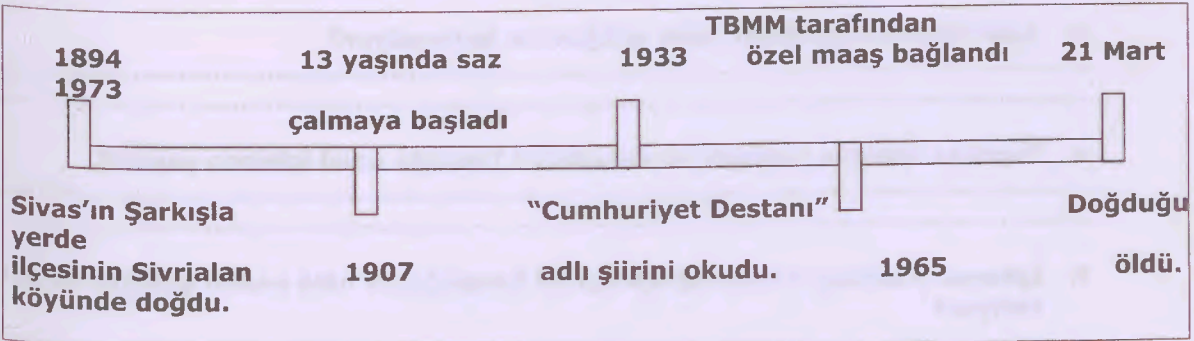 TBMM tarafından
1894 13 yaşında saz 1933 özel maaş bağlandı 21 Mart
1973
çalmaya başladı
Sivas’ın Şarkışla “Cumhuriyet Destanı” Doğduğu
yerde
ilçesinin Sivrialan 1907 adlı şiirini okudu. 1965 öldü.
köyünde doğdu.